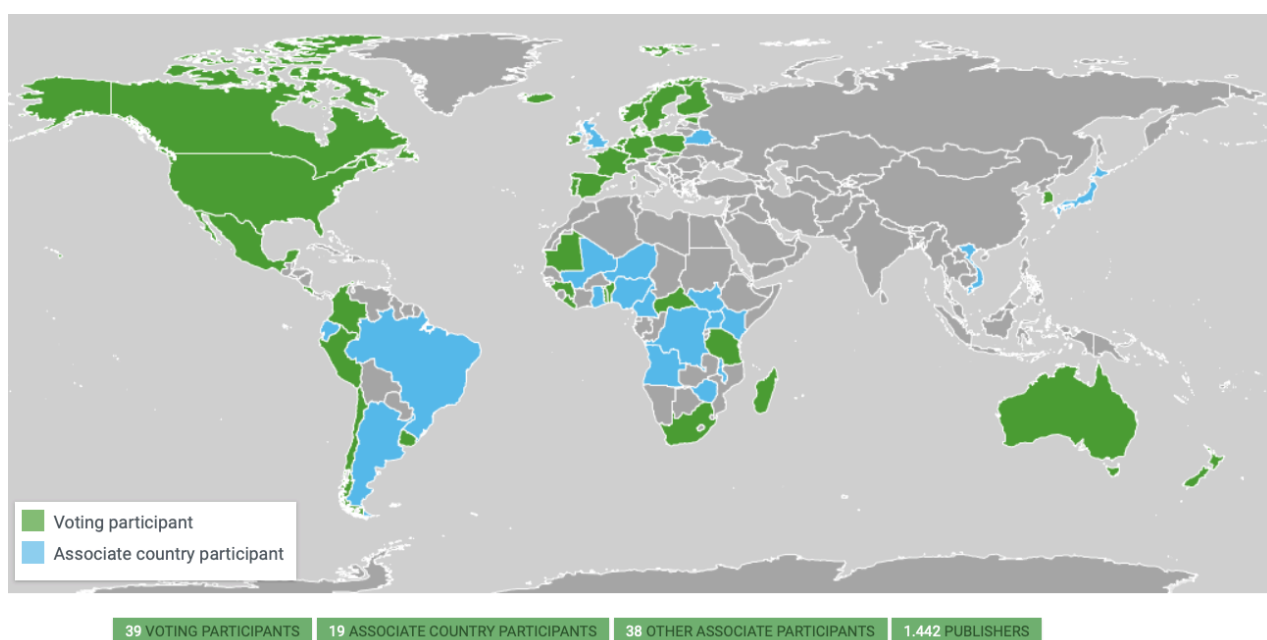 Voting participant
Associate country participant
39 VOTING PARTICIPANTS 19 ASSOCIATE COUNTRY PARTICIPANTS 38 OTHER ASSOCIATE PARTICIPANTS 1.442 PUBLISHERS